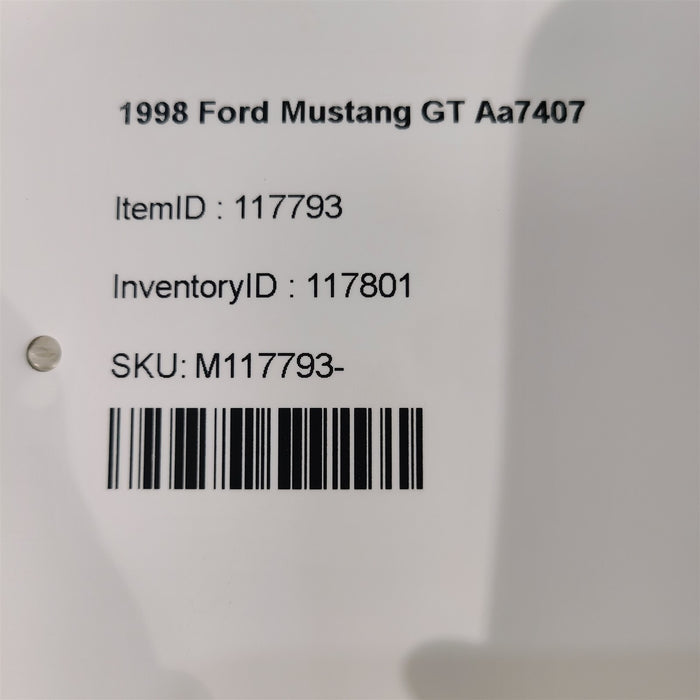 1998 Ford Mustang GT Aa7407
ItemID : 117793
InventoryID : 117801
SKU: M117793-